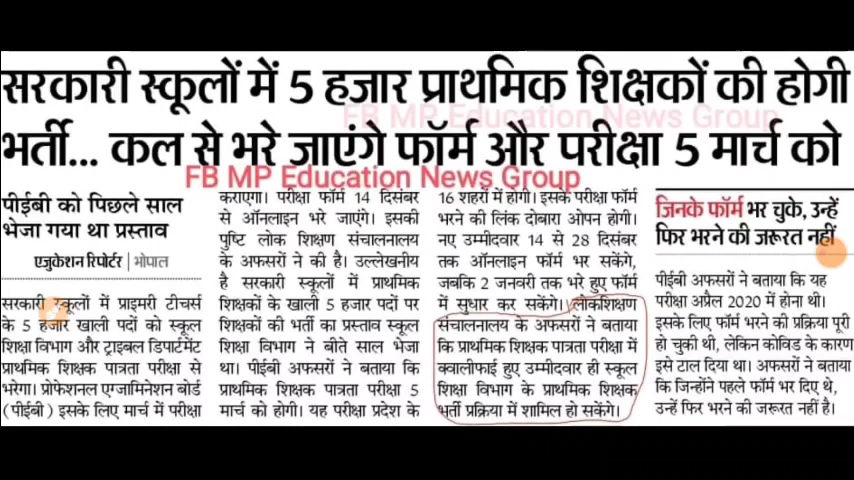 सरकारी स्कूलों में 5 हजार प्राथमिक शिक्षकों की होगी
भर्ती... कल से भरे जाएंगे फॉर्म और परीक्षा 5 मार्च को
FB MP Education News Group
FB MP Education News Group
पीईबी को पिछले साल
भेजा गया था प्रस्ताव
एजुकेशन रिपोर्टर | भोपाल
सरकारी स्कूलों में प्राइमरी टीचर्स
के 5 हजार खाली पदों को स्कूल
शिक्षा विभाग और ट्राइबल डिपार्टमेंट
प्राथमिक शिक्षक पात्रता परीक्षा से
भरेगा। प्रोफेशनल एग्जामिनेशन बोर्ड
(पीईबी) इसके लिए मार्च में परीक्षा
कराएगा। परीक्षा फॉर्म 14 दिसंबर
से ऑनलाइन भरे जाएंगे। इसकी
पुष्टि लोक शिक्षण संचालनालय
के अफसरों ने की है। उल्लेखनीय
है सरकारी स्कूलों में प्राथमिक
शिक्षकों के खाली 5 हजार पदों पर
शिक्षकों की भर्ती का प्रस्ताव स्कूल
शिक्षा विभाग ने बीते साल भेजा
था। पीईबी अफसरों ने बताया कि
प्राथमिक शिक्षक पात्रता परीक्षा 5
मार्च को होगी। यह परीक्षा प्रदेश के
16 शहरों में होगी। इसके परीक्षा फॉर्म
भरने की लिंक दोबारा ओपन होगी।
नए उम्मीदवार 14 से 28 दिसंबर
तक ऑनलाइन फॉर्म भर सकेंगे,
जबकि 2 जनवरी तक भरे हुए फॉर्म
में सुधार कर सकेंगे। लोकशिक्षण
संचालनालय के अफसरों ने बताया
कि प्राथमिक शिक्षक पात्रता परीक्षा में
क्वालीफाई हुए उम्मीदवार ही स्कूल
शिक्षा विभाग के प्राथमिक शिक्षक
भर्ती प्रक्रिया में शामिल हो सकेंगे।
जिनके फॉर्म भर चुके, उन्हें
फिर भरने की जरूरत नहीं
पीईबी अफसरों ने बताया कि यह
परीक्षा अप्रैल 2020 में होना थी।
इसके लिए फॉर्म भरने की प्रक्रिया पूरी
हो चुकी थी, लेकिन कोविड के कारण
इसे टाल दिया था। अफसरों ने बताया
कि जिन्होंने पहले फॉर्म भर दिए थे,
उन्हें फिर भरने की जरूरत नहीं है।